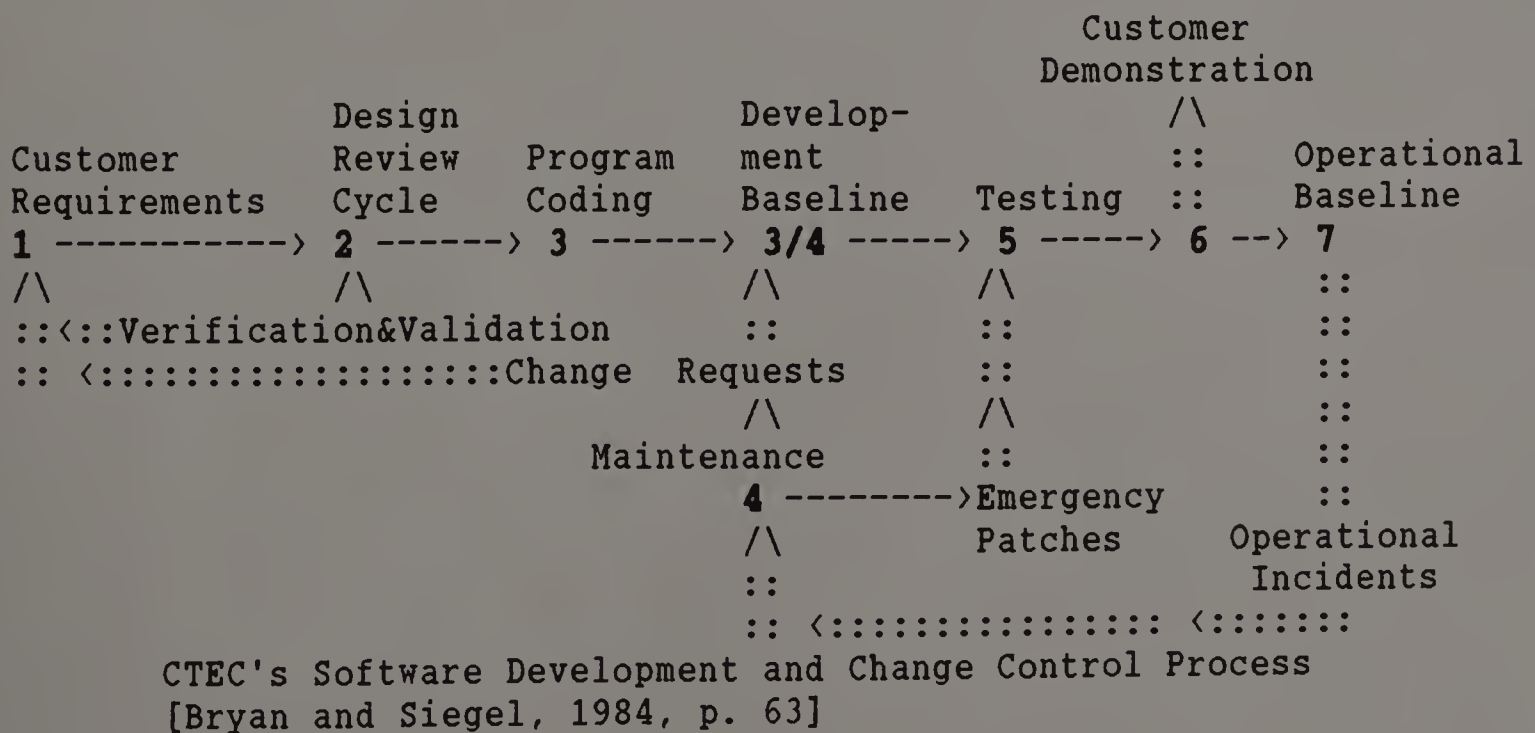 Customer
                                                 Demonstration
               Design             Develop-             /\
Customer       Review   Program   ment                 ::    Operational
Requirements   Cycle    Coding    Baseline   Testing   ::    Baseline
1 -----------> 2 ------> 3 ------> 3/4 -----> 5 -----> 6 --> 7
/\             /\                 /\         /\              ::
::<::Verification&Validation      ::         ::              ::
:: <:::::::::::::::::::Change  Requests      ::              ::
                                  /\         /\              ::
                           Maintenance       ::              ::
                                  4 -------->Emergency       ::
                                  /\         Patches     Operational
                                  ::                      Incidents
                                  :: <:::::::::::::::: <:::::::
CTEC's Software Development and Change Control Process
[Bryan and Siegel, 1984, p. 63]